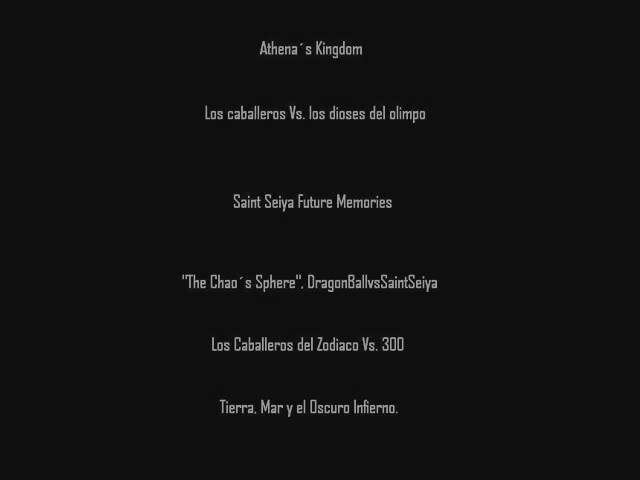 Athena´s Kingdom
Los caballeros Vs. los dioses del olimpo
Saint Seiya Future Memories
"The Chao´s Sphere". DragonBallvsSaintSeiya
Los Caballeros del Zodiaco Vs. 300
Tierra, Mar y el Oscuro Infierno.